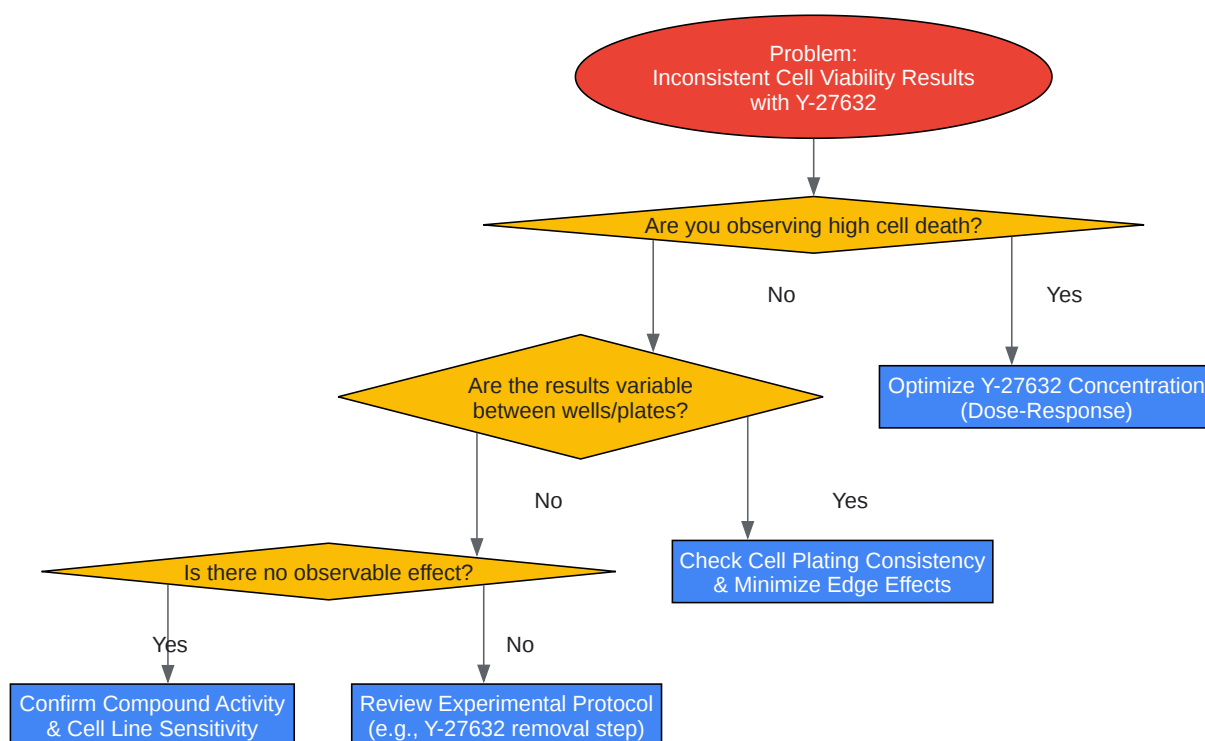 Problem:
Inconsistent Cell Viability Results
with Y-27632
Are you observing high cell death?
No
Yes
Are the results variable
between wells/plates?
Optimize Y-27632 Concentration
(Dose-Response)
No
Yes
Is there no observable effect?
Check Cell Plating Consistency
& Minimize Edge Effects
Yes
No
Confirm Compound Activity
& Cell Line Sensitivity
Review Experimental Protocol
(e.g., Y-27632 removal step)